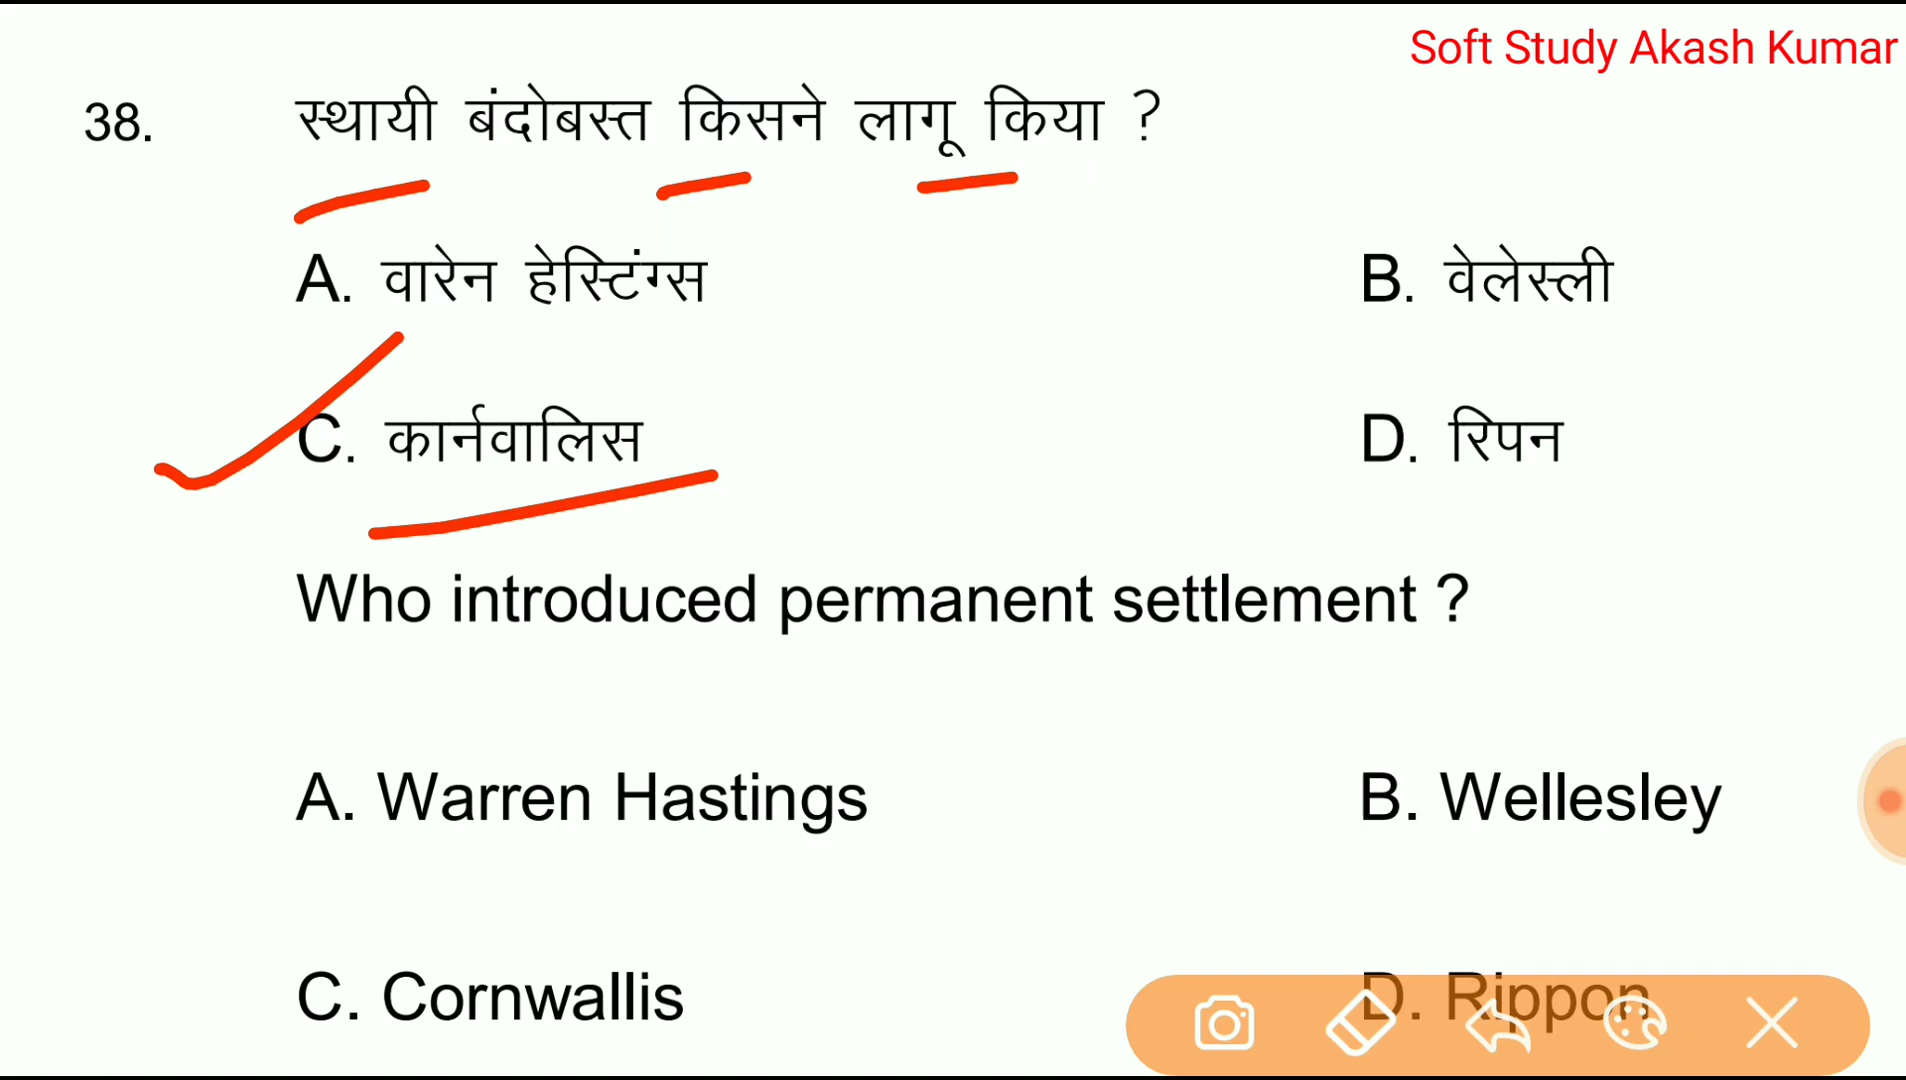 Soft Study Akash Kumar
38. स्थायी बंदोबस्त किसने लागू किया ?
A. वारेन हेस्टिंग्स B. वेलेस्ली
C. कार्नवालिस D. रिपन
Who introduced permanent settlement ?
A. Warren Hastings B. Wellesley
C. Cornwallis D. Rippon